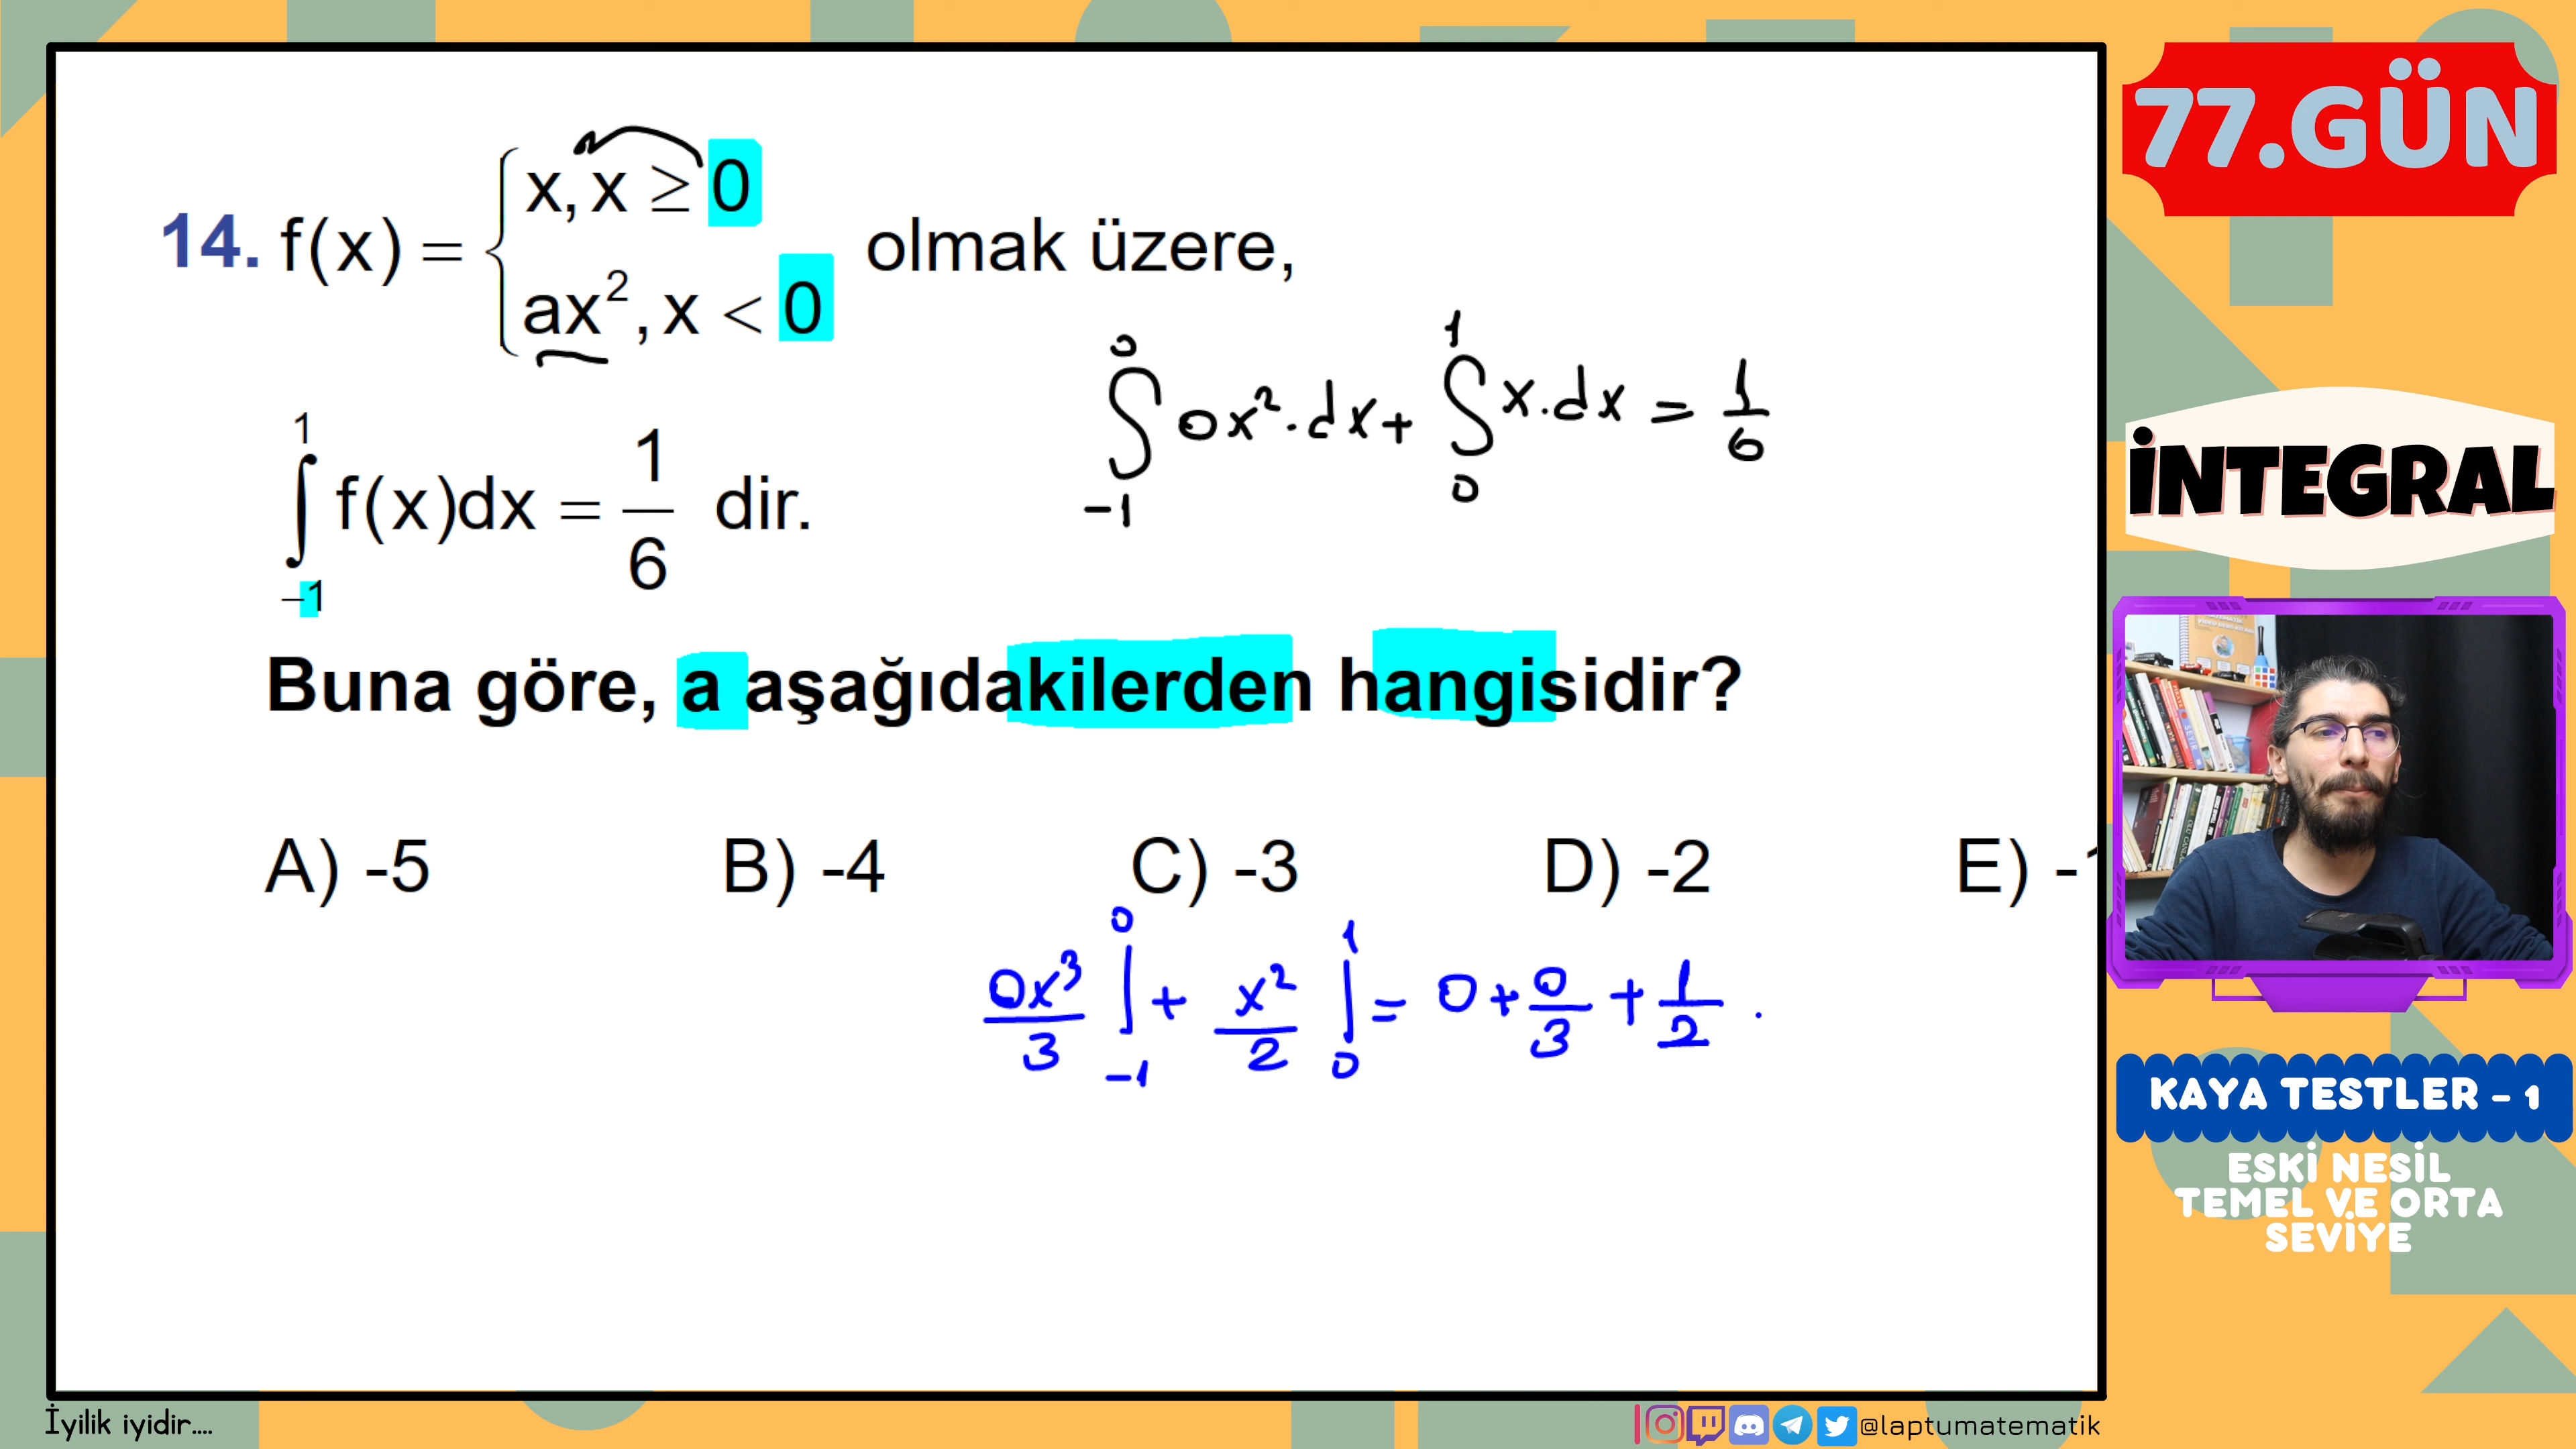 77.GÜN
14. f(x) = { x, x ≥ 0
ax², x < 0 olmak üzere,
∫₋₁¹ f(x)dx = 1/6 dir.
∫₋₁⁰ ax².dx + ∫₀¹ x.dx = 1/6
Buna göre, a aşağıdakilerden hangisidir?
A) -5 B) -4 C) -3 D) -2 E) -1
ax³/3 |₋₁⁰ + x²/2 |₀¹ = 0 + a/3 + 1/2 .
İNTEGRAL
KAYA TESTLER - 1
ESKİ NESİL
TEMEL VE ORTA
SEVİYE
İyilik iyidir....
@laptumatematik